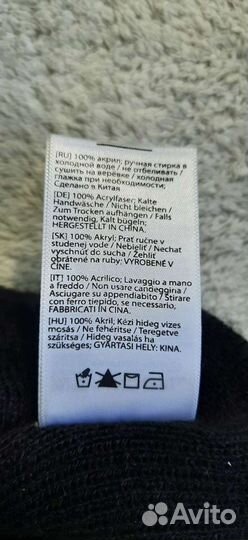 [RU] 100% акрил; ручная стирка в
холодной воде / не отбеливать /
сушить на верёвке / холодная
глажка при необходимости;
Сделано в Китая
[DE] 100% Acrylfaser; Kalte
Handwäsche / Nicht bleichen /
Zum Trocken aufhängen / Falls
notwendig, Kalt bügeln;
HERGESTELLT IN CHINA.
[SK] 100% Akryl; Prať ručne v
studenej vode / Nebieliť / Nechat
vyschnúť do sucha / Žehliť
obrátené na ruby; VYROBENÉ V
ČÍNE.
[IT] 100% Acrilico; Lavaggio a mano
a freddo / Non usare candeggina /
Asciugare su appendiabito / Stirare
con ferro tiepido, se necessario,
FABBRICATI IN CINA.
[HU] 100% Akril, Kézi hideg vizes
mosás / Ne fehérítse / Teregetve
szárítsa / Hideg vasalás ha
szükséges; GYÁRTÁSI HELY: KINA.
Avito